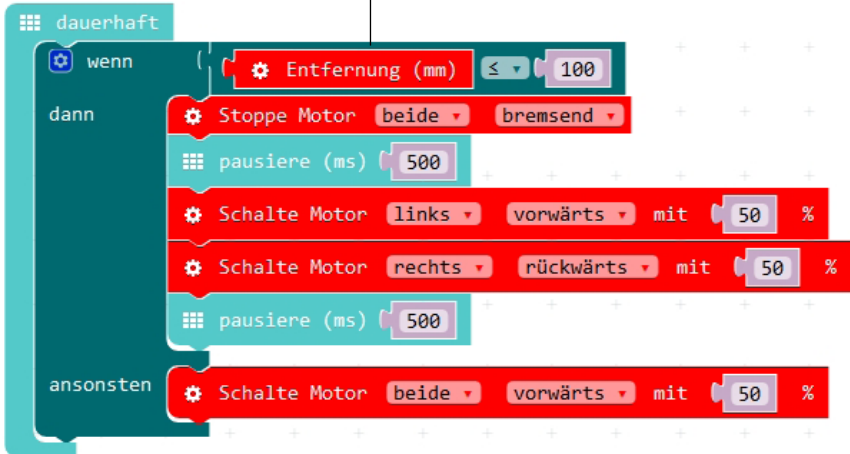 dauerhaft
wenn Entfernung (mm) ≤ 100
dann Stoppe Motor beide bremsend
pausiere (ms) 500
Schalte Motor links vorwärts mit 50 %
Schalte Motor rechts rückwärts mit 50 %
pausiere (ms) 500
ansonsten Schalte Motor beide vorwärts mit 50 %